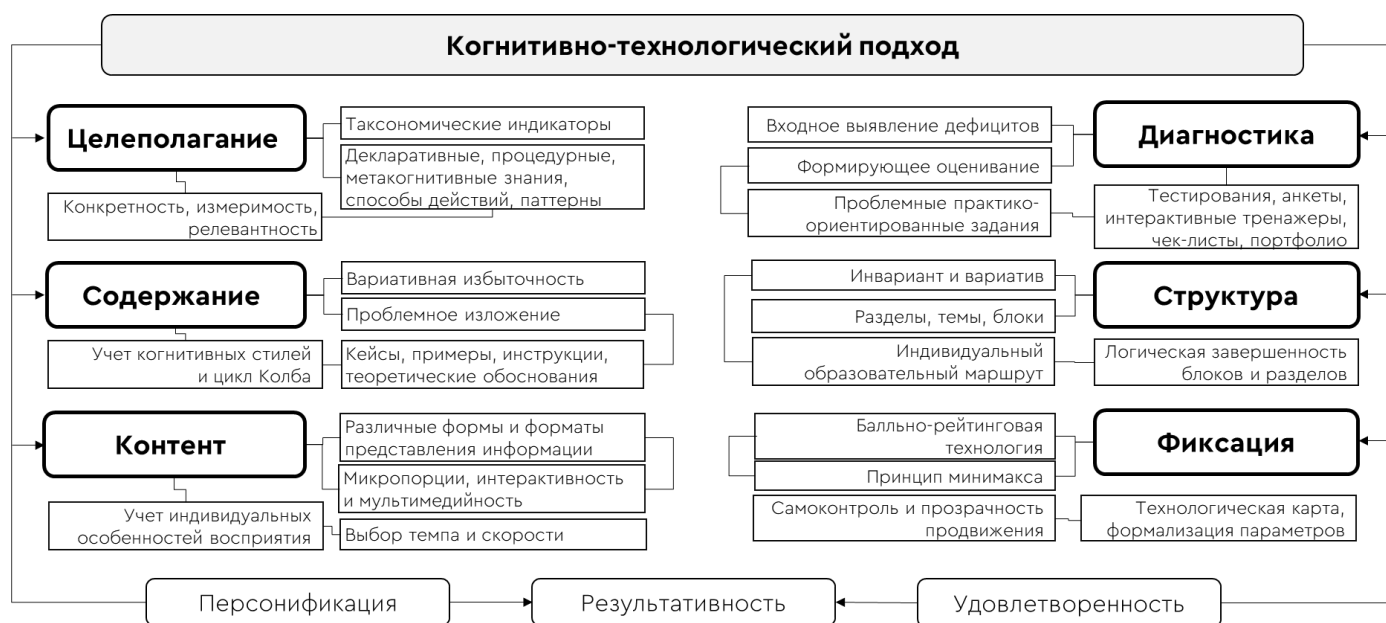 Когнитивно-технологический подход
Целеполагание
Таксономические индикаторы
Декларативные, процедурные,
метакогнитивные знания,
способы действий, паттерны
Конкретность, измеримость,
релевантность
Входное выявление дефицитов
Диагностика
Формирующее оценивание
Проблемные практико-
ориентированные задания
Тестирования, анкеты,
интерактивные тренажеры,
чек-листы, портфолио
Содержание
Вариативная избыточность
Проблемное изложение
Учет когнитивных стилей
и цикл Колба
Кейсы, примеры, инструкции,
теоретические обоснования
Инвариант и вариатив
Структура
Разделы, темы, блоки
Индивидуальный
образовательный маршрут
Логическая завершенность
блоков и разделов
Контент
Различные формы и форматы
представления информации
Микропорции, интерактивность
и мультимедийность
Учет индивидуальных
особенностей восприятия
Выбор темпа и скорости
Балльно-рейтинговая
технология
Фиксация
Принцип минимакса
Самоконтроль и прозрачность
продвижения
Технологическая карта,
формализация параметров
Персонификация
Результативность
Удовлетворенность